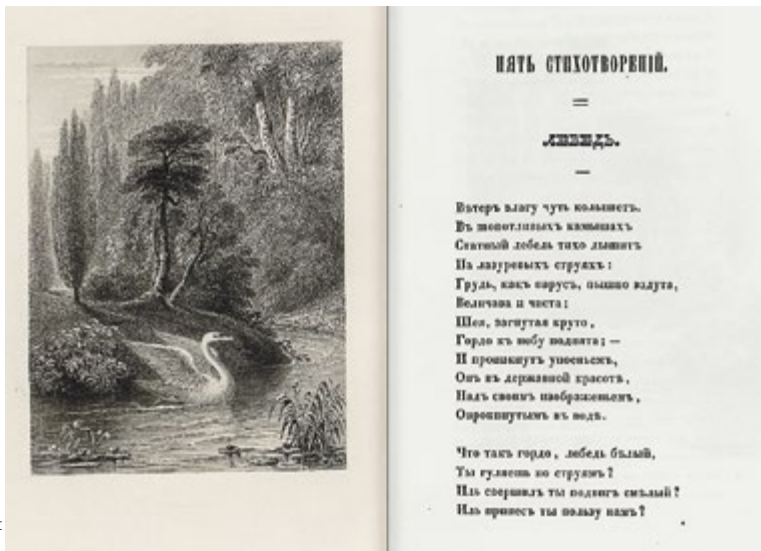 ПЯТЬ СТИХОТВОРЕНІЙ.
ЛЕБЕДЬ.
Вѣтеръ влагу чуть колышетъ.
Въ шопотливыхъ камышахъ
Статный лебедь тихо дышитъ
На лазуревыхъ струяхъ:
Грудь, какъ парусъ, пышно вздута,
Величава и чиста;
Шея, загнутая круто,
Гордо къ небу поднята; —
И проникнутъ упоеньемъ,
Онъ въ державной красотѣ,
Надъ своимъ изображеньемъ,
Опрокинутымъ въ водѣ.
Что такъ гордо, лебедь бѣлый,
Ты гуляешь по струямъ?
Иль свершилъ ты подвигъ смѣлый?
Иль принесъ ты пользу намъ?